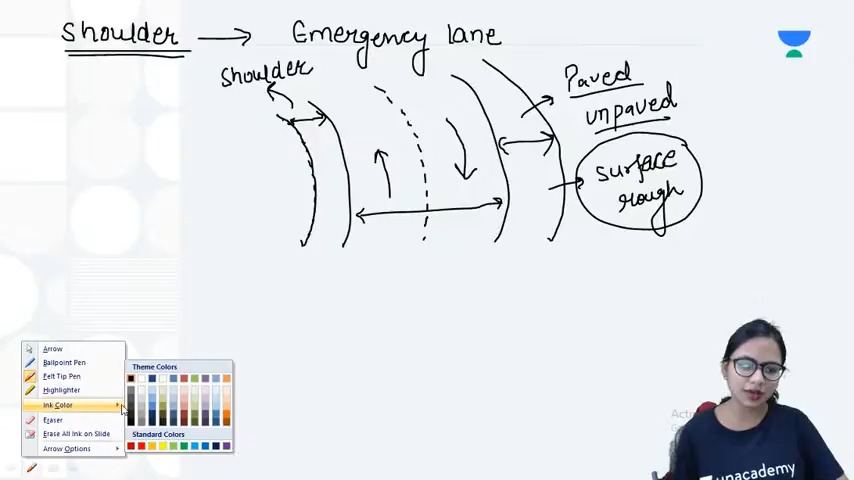 Shoulder → Emergency lane
Shoulder
Paved
unpaved
surface
rough
Arrow
Ballpoint Pen
Felt Tip Pen
Highlighter
Ink Color
Eraser
Erase All Ink on Slide
Arrow Options
Theme Colors
Standard Colors
unacademy